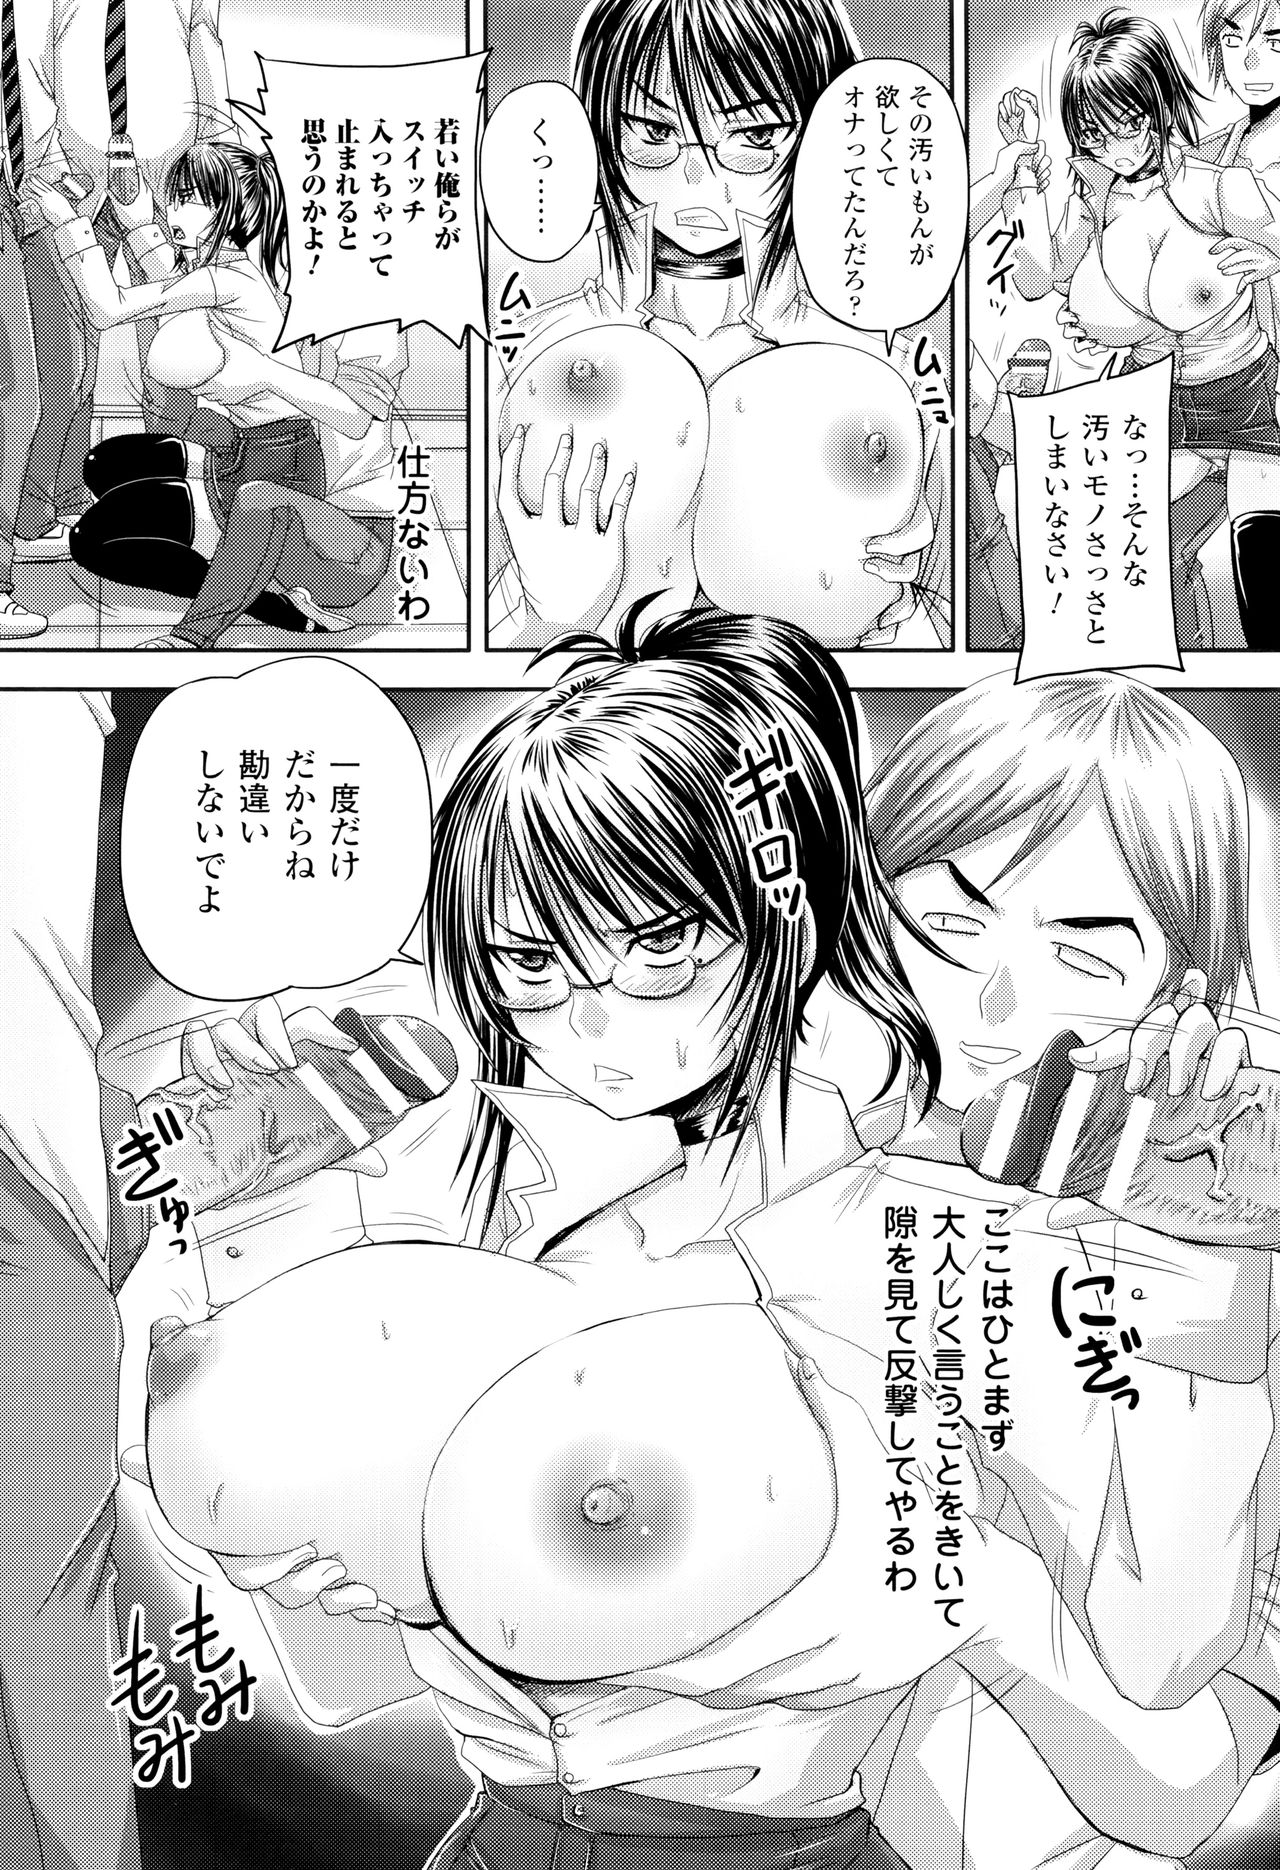 なっ…そんな
汚いモノさっさと
しまいなさい！
グイッ
その汚いもんが
欲しくて
オナってたんだろ？
くっ……
ムニャ
ムニッ
若い俺らが
スイッチ
入っちゃって
止まれると
思うのかよ！
仕方ないわ
ギロッ
一度だけ
だからね
勘違い
しないでよ
ここはひとまず
大人しく言うことをきいて
隙を見て反撃してやるわ
にぎっ
ぎゅっ
もみ
もみ